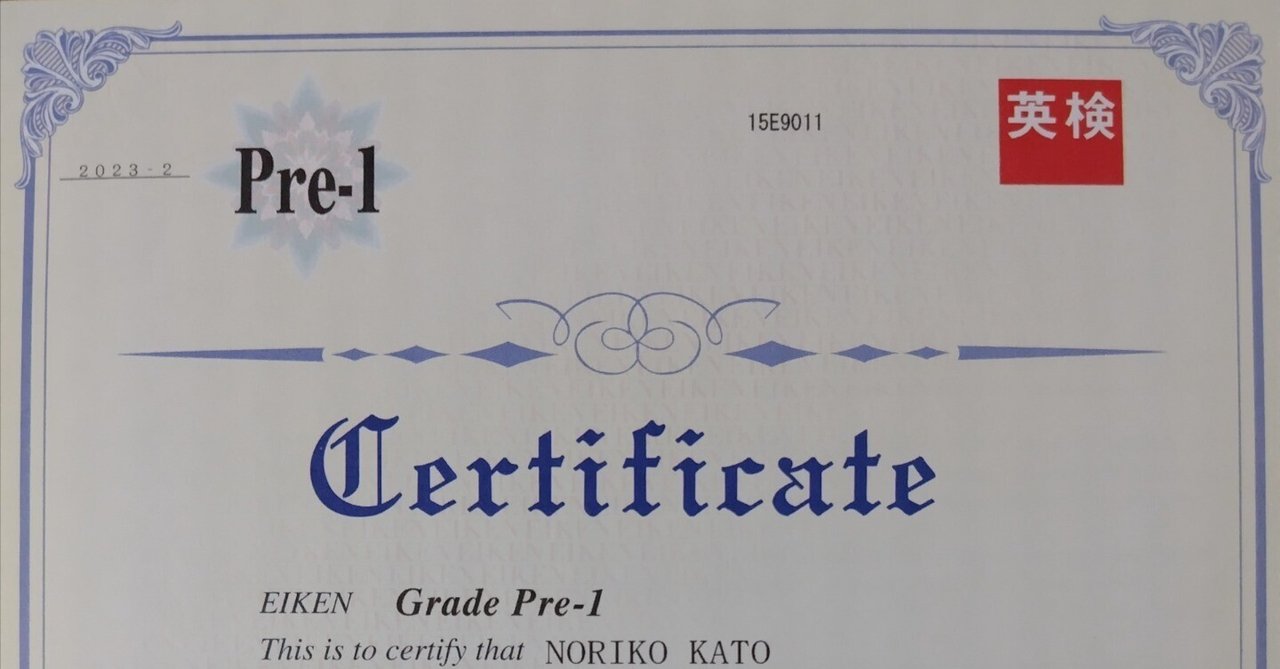 15E9011
英検
2023-2
Pre-1
Certificate
EIKEN Grade Pre-1
This is to certify that NORIKO KATO